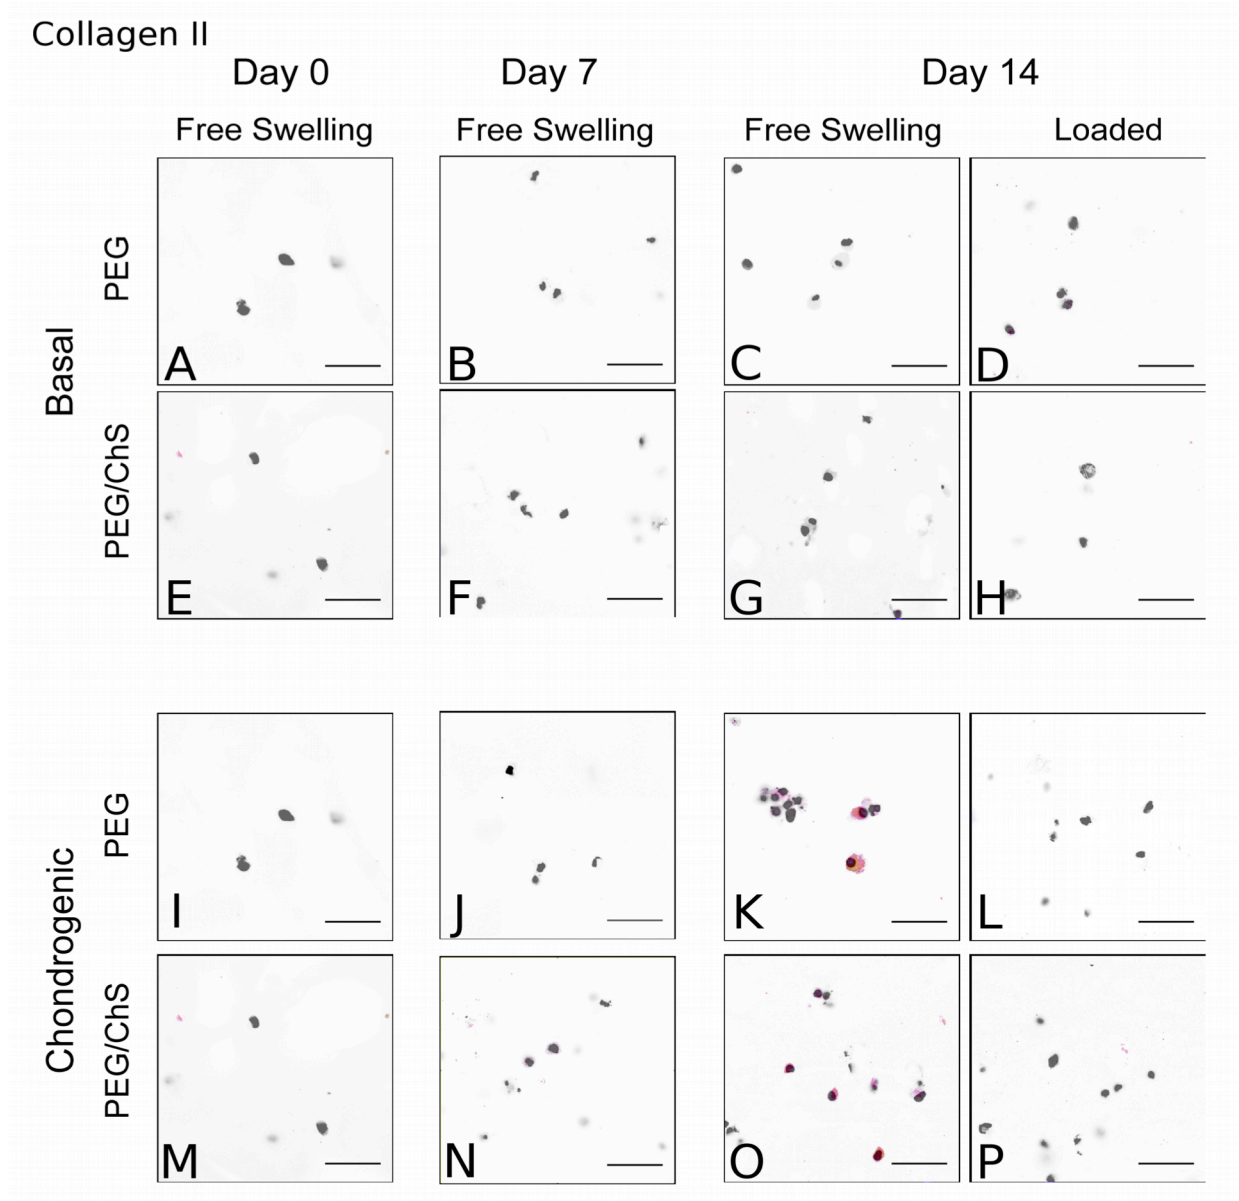 Collagen II
Day 0 Day 7 Day 14
Free Swelling Free Swelling Free Swelling Loaded
Basal
PEG
A B C D
PEG/ChS
E F G H
Chondrogenic
PEG
I J K L
PEG/ChS
M N O P